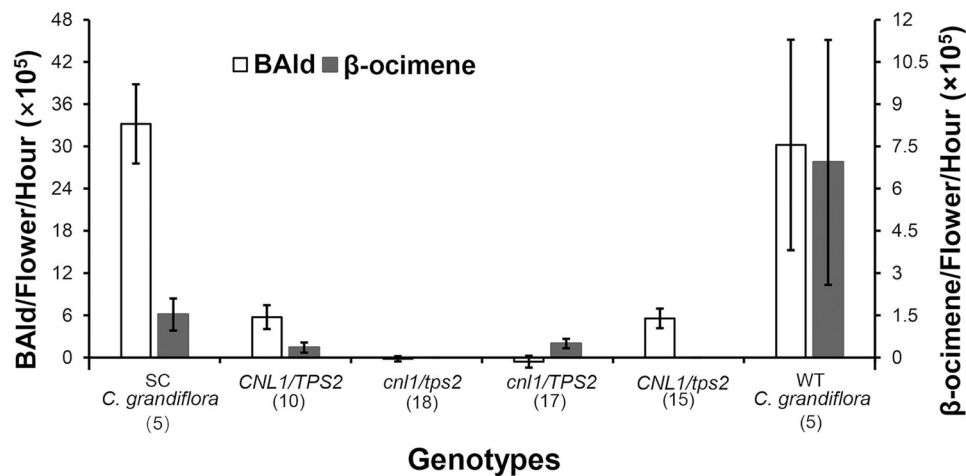 BAld/Flower/Hour (×10⁵)
48
42
36
30
24
18
12
6
0
BAld β-ocimene
12
10.5
9
7.5
6
4.5
3
1.5
0
β-ocimene/Flower/Hour (×10⁵)
SC
C. grandiflora
(5)
CNL1/TPS2
(10)
cnl1/tps2
(18)
cnl1/TPS2
(17)
CNL1/tps2
(15)
WT
C. grandiflora
(5)
Genotypes